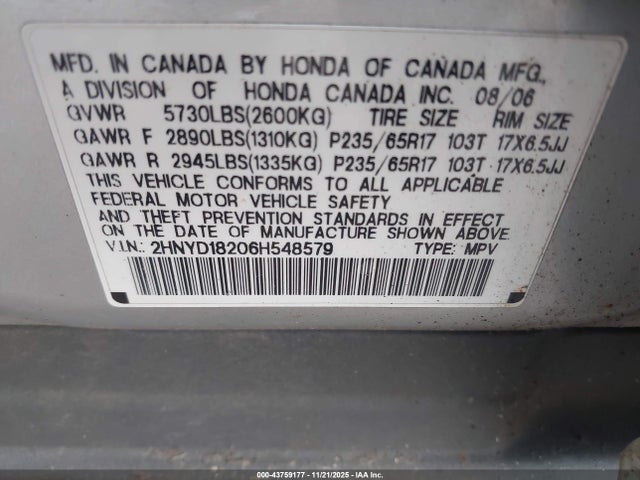 MFD. IN CANADA BY HONDA OF CANADA MFG.,
A DIVISION OF HONDA CANADA INC. 08/06
GVWR 5730LBS(2600KG) TIRE SIZE RIM SIZE
GAWR F 2890LBS(1310KG) P235/65R17 103T 17X6.5JJ
GAWR R 2945LBS(1335KG) P235/65R17 103T 17X6.5JJ
THIS VEHICLE CONFORMS TO ALL APPLICABLE
FEDERAL MOTOR VEHICLE SAFETY
AND THEFT PREVENTION STANDARDS IN EFFECT
ON THE DATE OF MANUFACTURE SHOWN ABOVE.
V.I.N.: 2HNYD18206H548579 TYPE: MPV
000-43759177 - 11/21/2025 - IAA Inc.